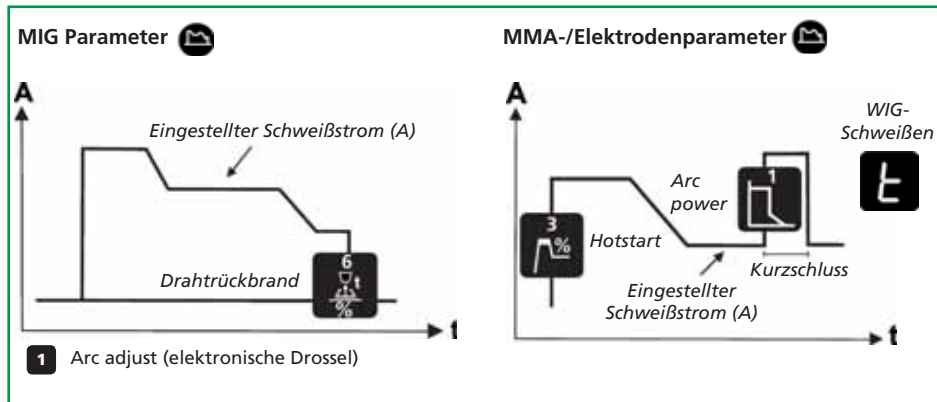 MIG Parameter
A
Eingestellter Schweißstrom (A)
Drahtrückbrand
6
t
%
t
1 Arc adjust (elektronische Drossel)
MMA-/Elektrodenparameter
A
WIG-
Schweißen
t
Arc
power
1
3
%
Hotstart
Kurzschluss
Eingestellter
Schweißstrom (A)
t